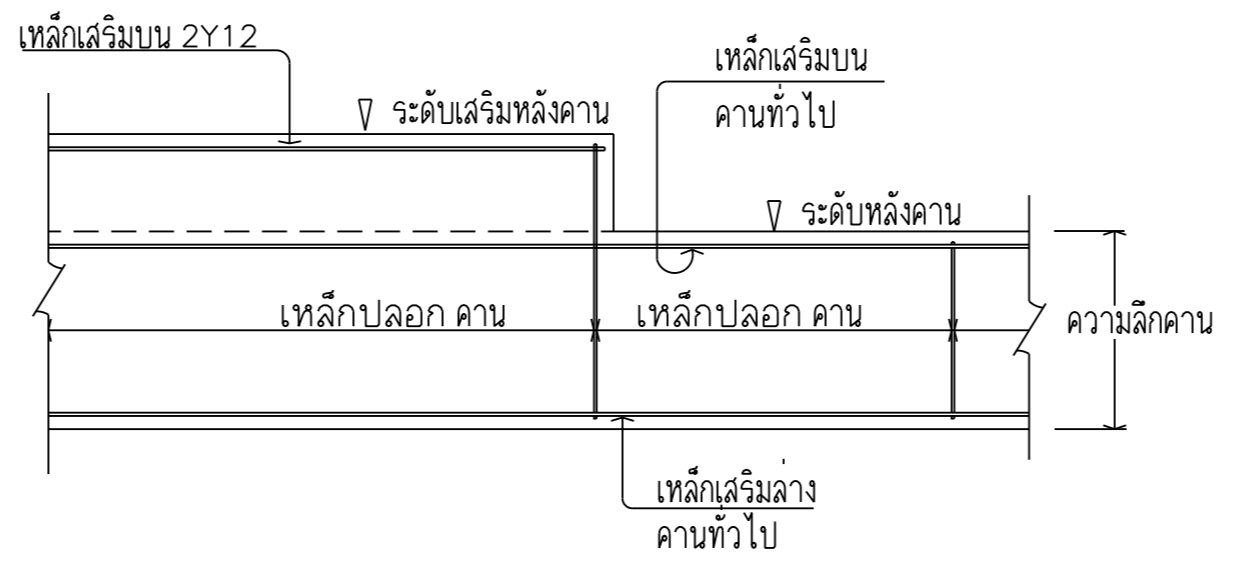 เหล็กเสริมบน 2Y12
เหล็กเสริมบน
คานทั่วไป
ระดับเสริมหลังคาน
ระดับหลังคาน
เหล็กปลอก คาน
เหล็กปลอก คาน
ความลึกคาน
เหล็กเสริมล่าง
คานทั่วไป